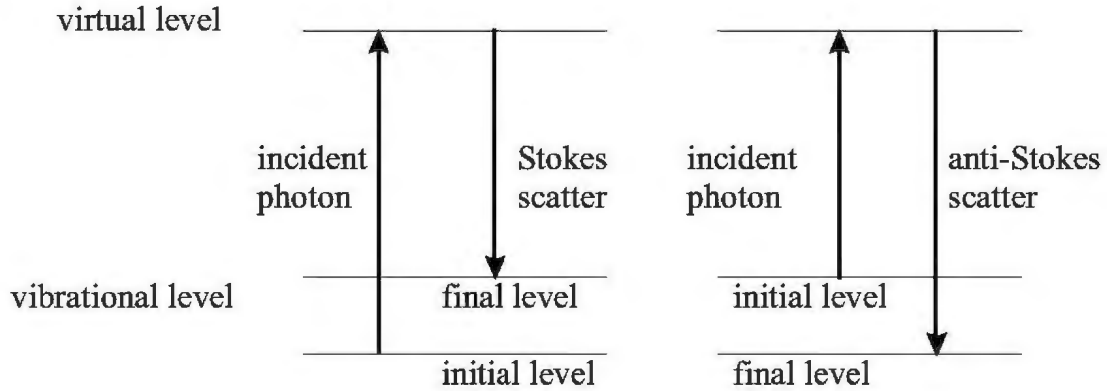 virtual level
incident
photon
Stokes
scatter
incident
photon
anti-Stokes
scatter
vibrational level
final level
initial level
initial level
final level